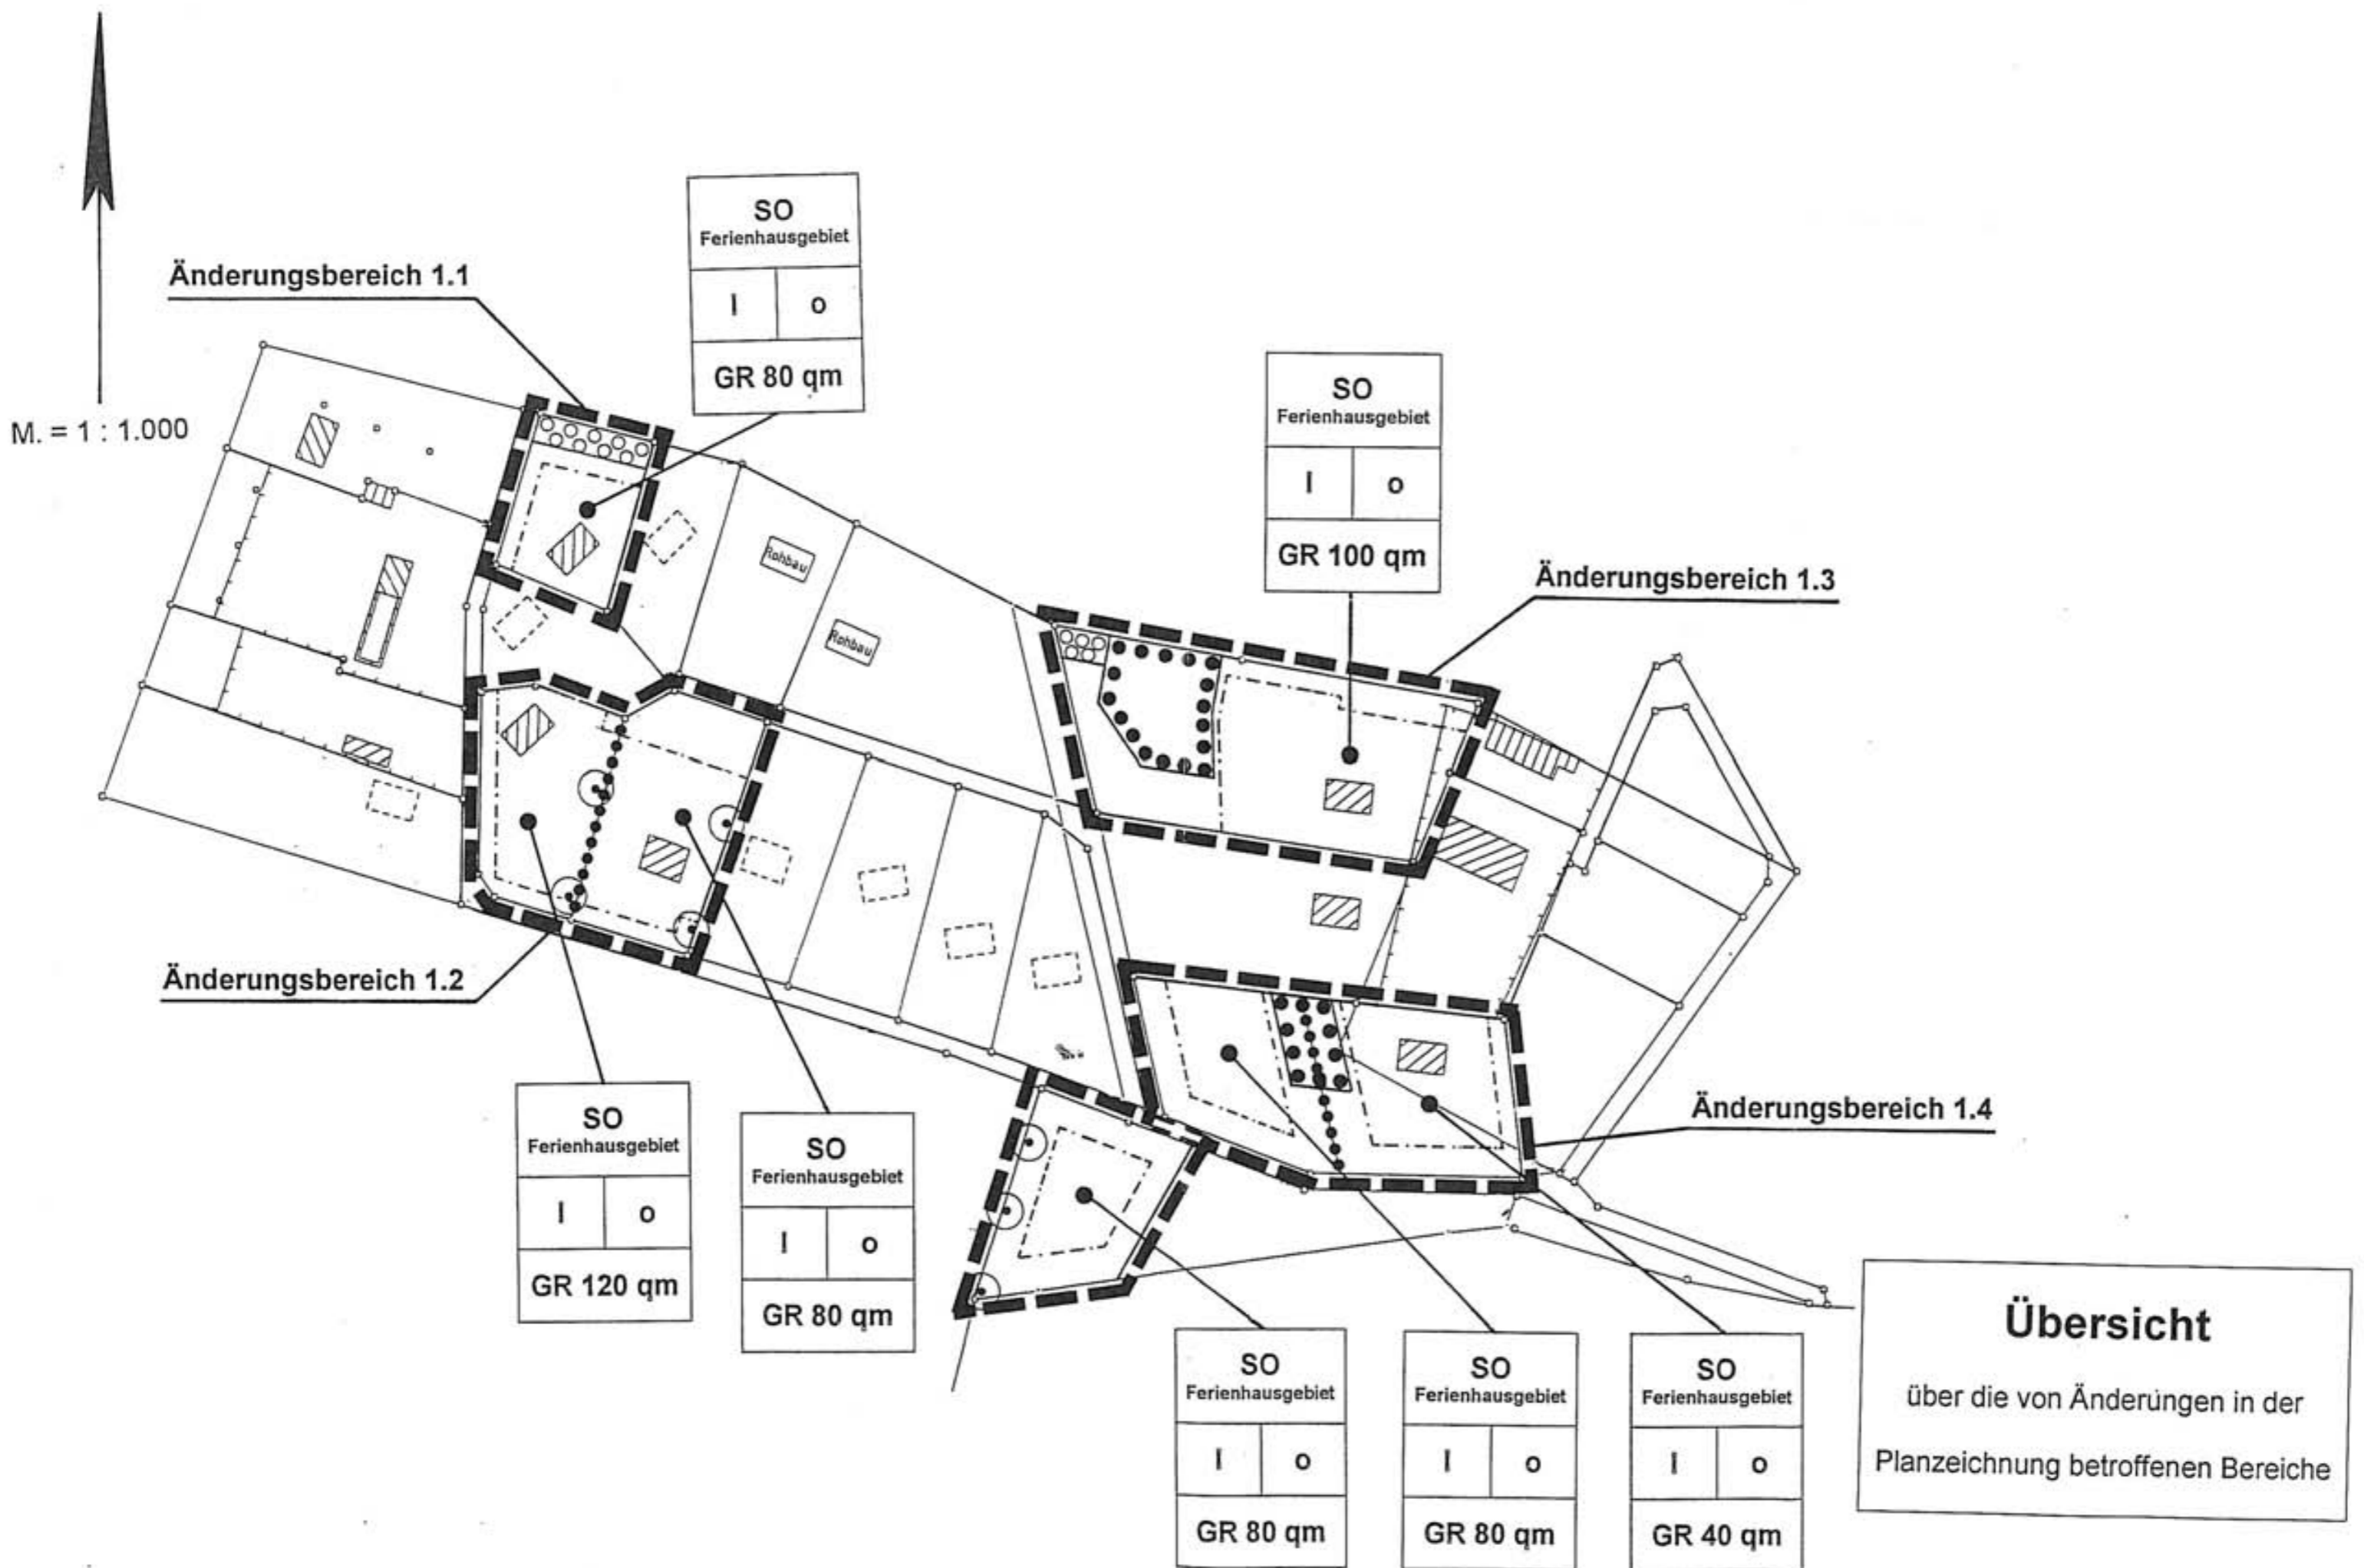 SO
Ferienhausgebiet
I o
GR 80 qm
Änderungsbereich 1.1
M. = 1 : 1.000
SO
Ferienhausgebiet
I o
GR 100 qm
Änderungsbereich 1.3
Rohbau
Rohbau
Änderungsbereich 1.2
SO
Ferienhausgebiet
I o
GR 120 qm
SO
Ferienhausgebiet
I o
GR 80 qm
Änderungsbereich 1.4
SO
Ferienhausgebiet
I o
GR 80 qm
SO
Ferienhausgebiet
I o
GR 80 qm
SO
Ferienhausgebiet
I o
GR 40 qm
Übersicht
über die von Änderungen in der
Planzeichnung betroffenen Bereiche